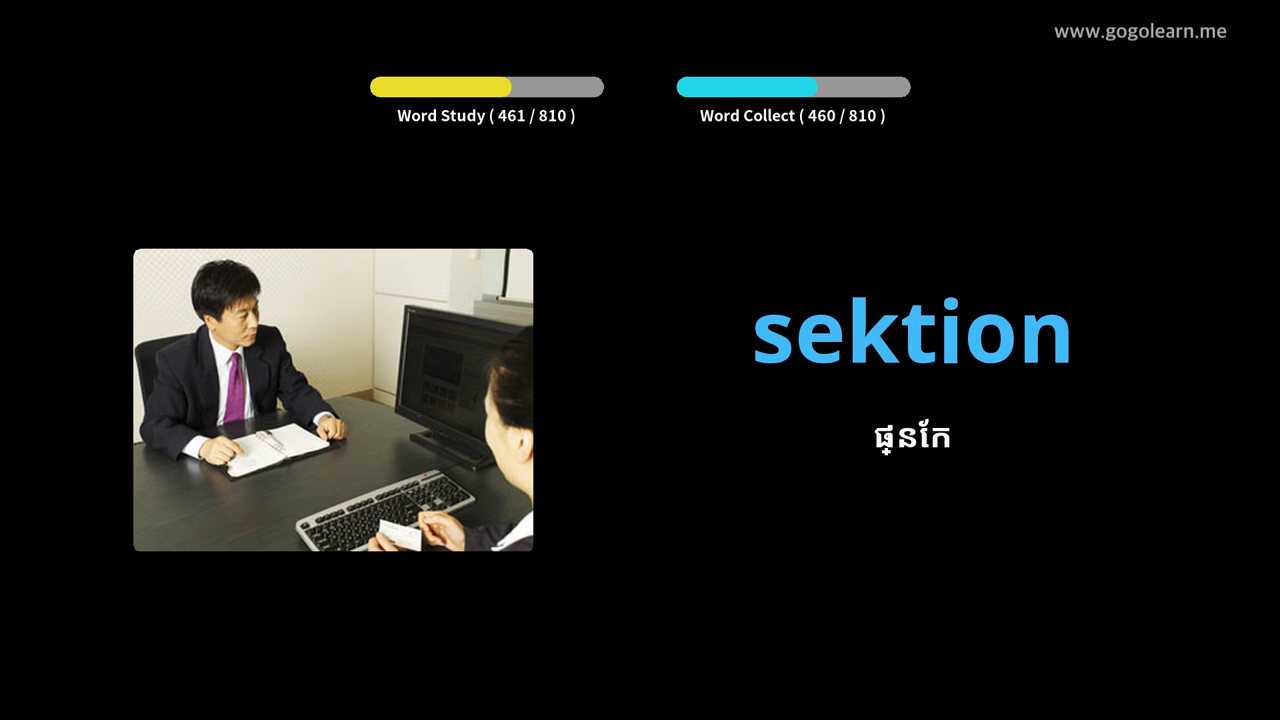 www.gogolearn.me
Word Study ( 461 / 810 )
Word Collect ( 460 / 810 )
sektion
ផ្នែក